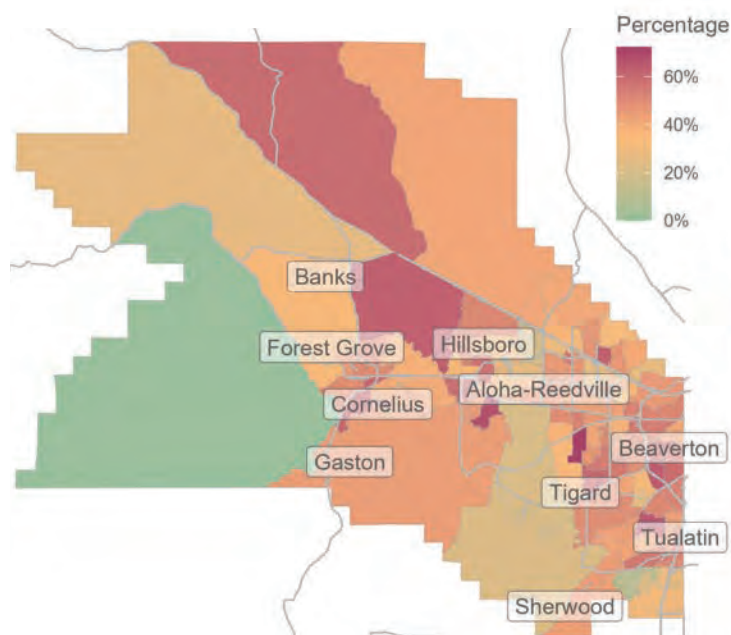 Percentage
60%
40%
20%
0%
Banks
Forest Grove
Hillsboro
Aloha-Reedville
Cornelius
Beaverton
Gaston
Tigard
Tualatin
Sherwood